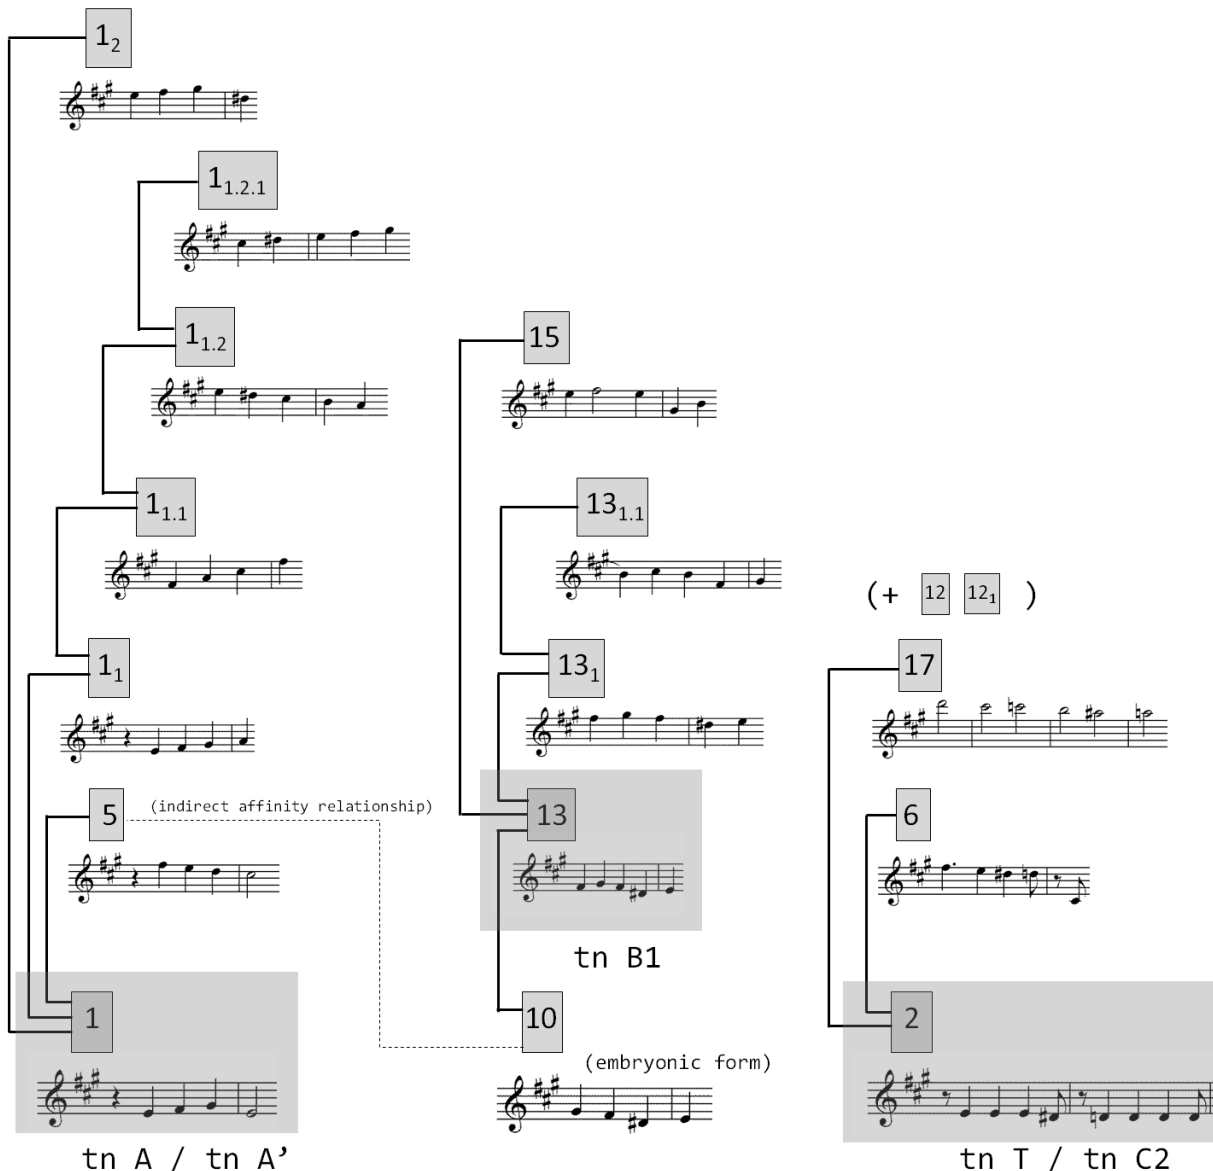 1₂
1₁.₂.₁
1₁.₂
15
1₁.₁
13₁.₁
(+ 12 12₁ )
1₁
13₁
17
5
(indirect affinity relationship)
13
6
tn B1
1
10
2
(embryonic form)
tn A / tn A’
tn T / tn C2